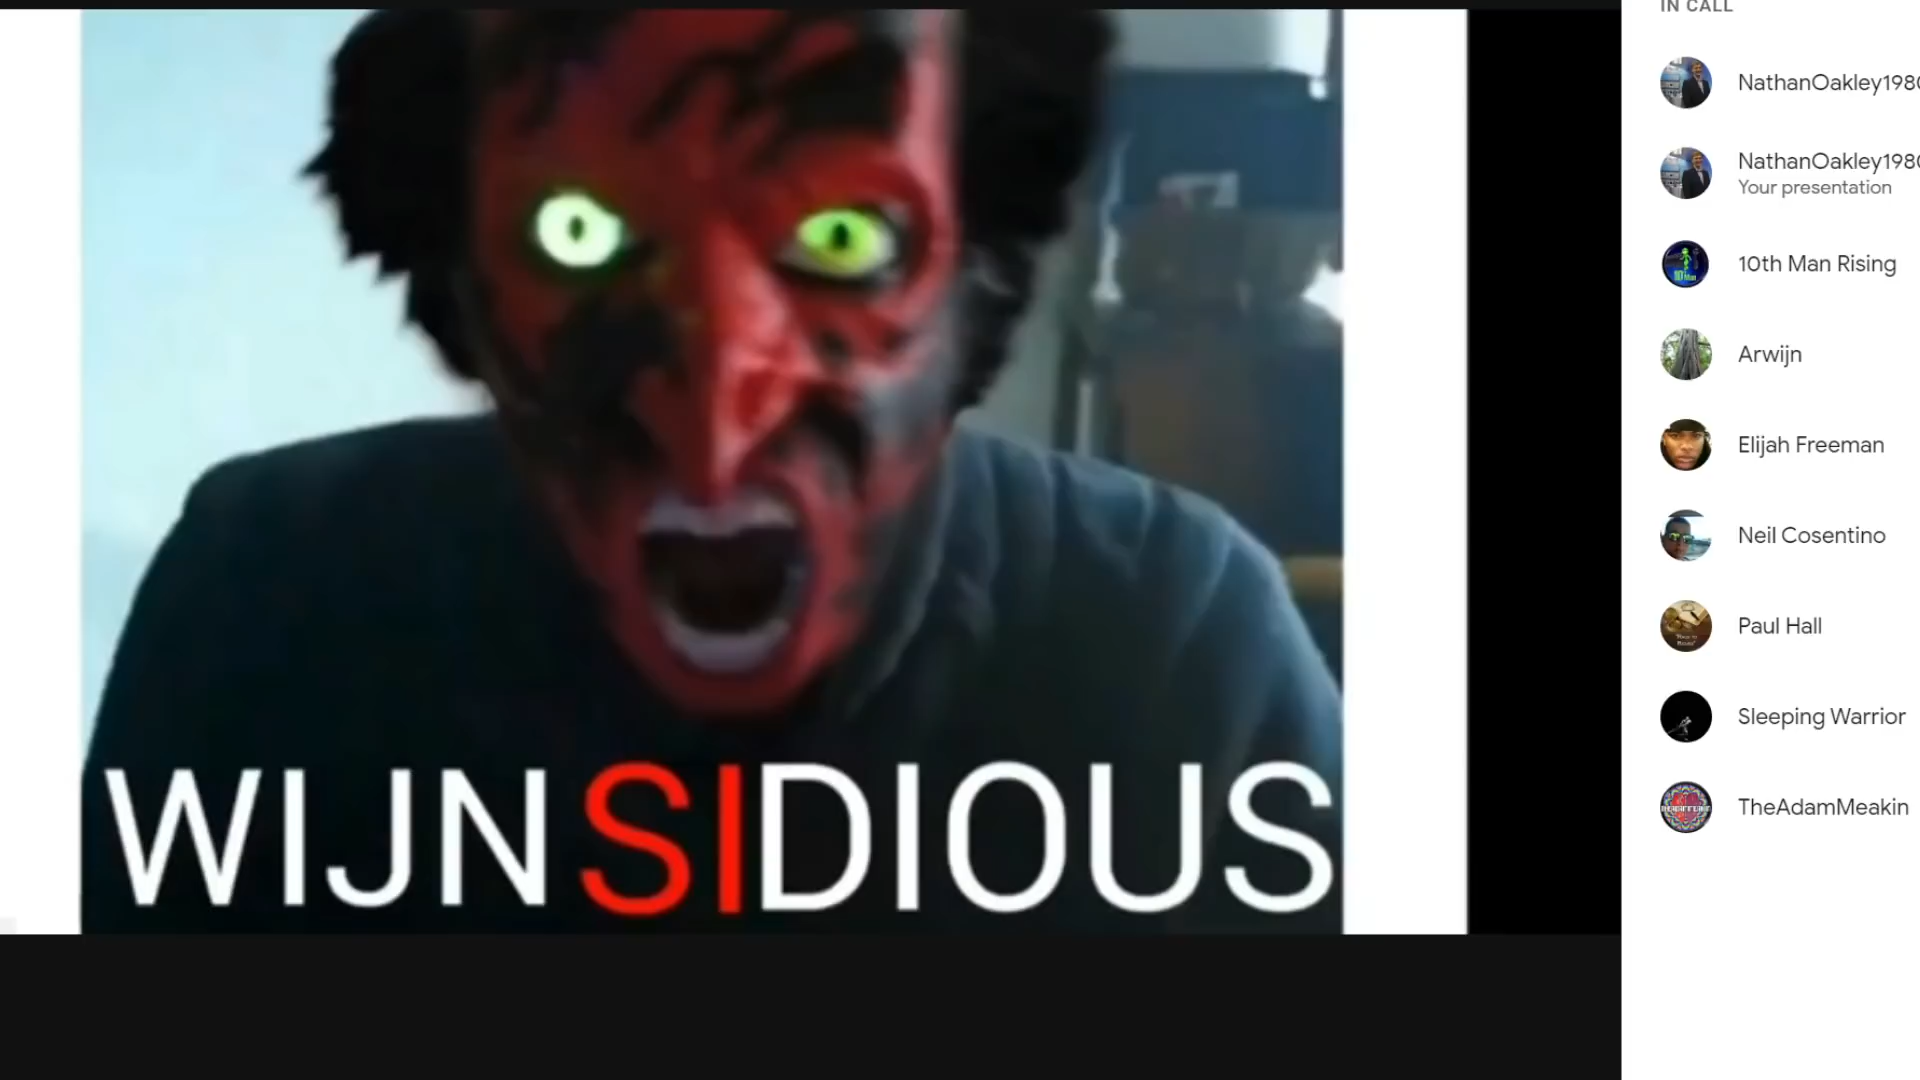 IN CALL
NathanOakley198
NathanOakley198
Your presentation
10th Man Rising
Arwijn
Elijah Freeman
Neil Cosentino
Paul Hall
Sleeping Warrior
TheAdamMeakin
WIJNSIDIOUS